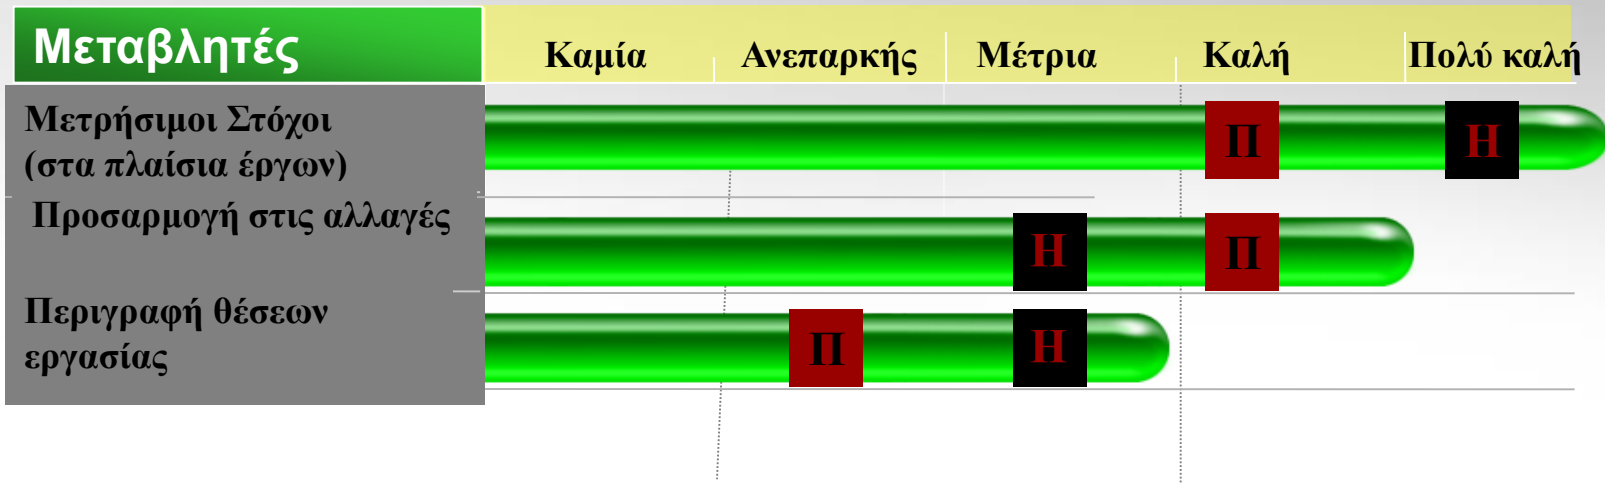 Μεταβλητές Καμία Ανεπαρκής Μέτρια Καλή Πολύ καλή
Μετρήσιμοι Στόχοι
(στα πλαίσια έργων)
Π Η
Προσαρμογή στις αλλαγές
Η Π
Περιγραφή θέσεων
εργασίας
Π Η